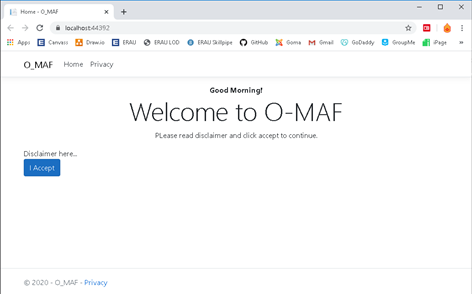 Home - O_MAF
localhost:44392
Apps Canvas Draw.io ERAU ERAU LOD ERAU Skillpipe GitHub Gorna Gmail GoDaddy GroupMe iPage
O_MAF Home Privacy
Good Morning!
Welcome to O-MAF
PLease read disclaimer and click accept to continue.
Disclaimer here...
I Accept
© 2020 - O_MAF - Privacy